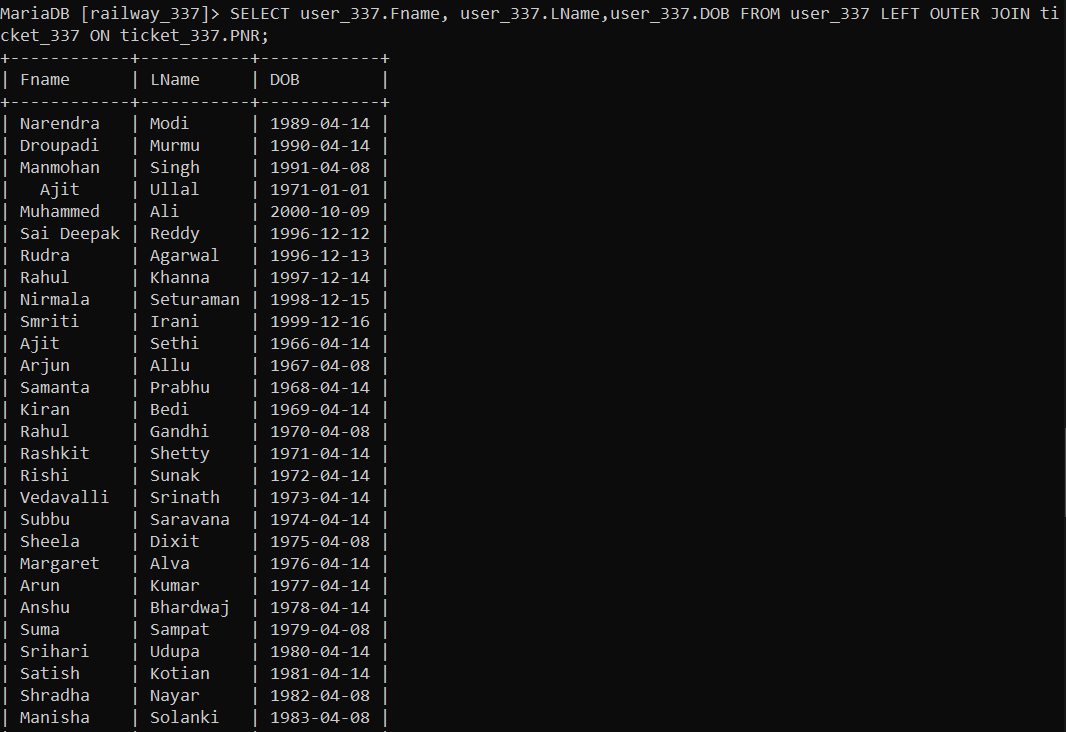 MariaDB [railway_337]> SELECT user_337.Fname, user_337.LName,user_337.DOB FROM user_337 LEFT OUTER JOIN ti
cket_337 ON ticket_337.PNR;
+------------+-----------+------------+
| Fname      | LName     | DOB        |
+------------+-----------+------------+
| Narendra   | Modi      | 1989-04-14 |
| Droupadi   | Murmu     | 1990-04-14 |
| Manmohan   | Singh     | 1991-04-08 |
|   Ajit     | Ullal     | 1971-01-01 |
| Muhammed   | Ali       | 2000-10-09 |
| Sai Deepak | Reddy     | 1996-12-12 |
| Rudra      | Agarwal   | 1996-12-13 |
| Rahul      | Khanna    | 1997-12-14 |
| Nirmala    | Seturaman | 1998-12-15 |
| Smriti     | Irani     | 1999-12-16 |
| Ajit       | Sethi     | 1966-04-14 |
| Arjun      | Allu      | 1967-04-08 |
| Samanta    | Prabhu    | 1968-04-14 |
| Kiran      | Bedi      | 1969-04-14 |
| Rahul      | Gandhi    | 1970-04-08 |
| Rashkit    | Shetty    | 1971-04-14 |
| Rishi      | Sunak     | 1972-04-14 |
| Vedavalli  | Srinath   | 1973-04-14 |
| Subbu      | Saravana  | 1974-04-14 |
| Sheela     | Dixit     | 1975-04-08 |
| Margaret   | Alva      | 1976-04-14 |
| Arun       | Kumar     | 1977-04-14 |
| Anshu      | Bhardwaj  | 1978-04-14 |
| Suma       | Sampat    | 1979-04-08 |
| Srihari    | Udupa     | 1980-04-14 |
| Satish     | Kotian    | 1981-04-14 |
| Shradha    | Nayar     | 1982-04-08 |
| Manisha    | Solanki   | 1983-04-08 |